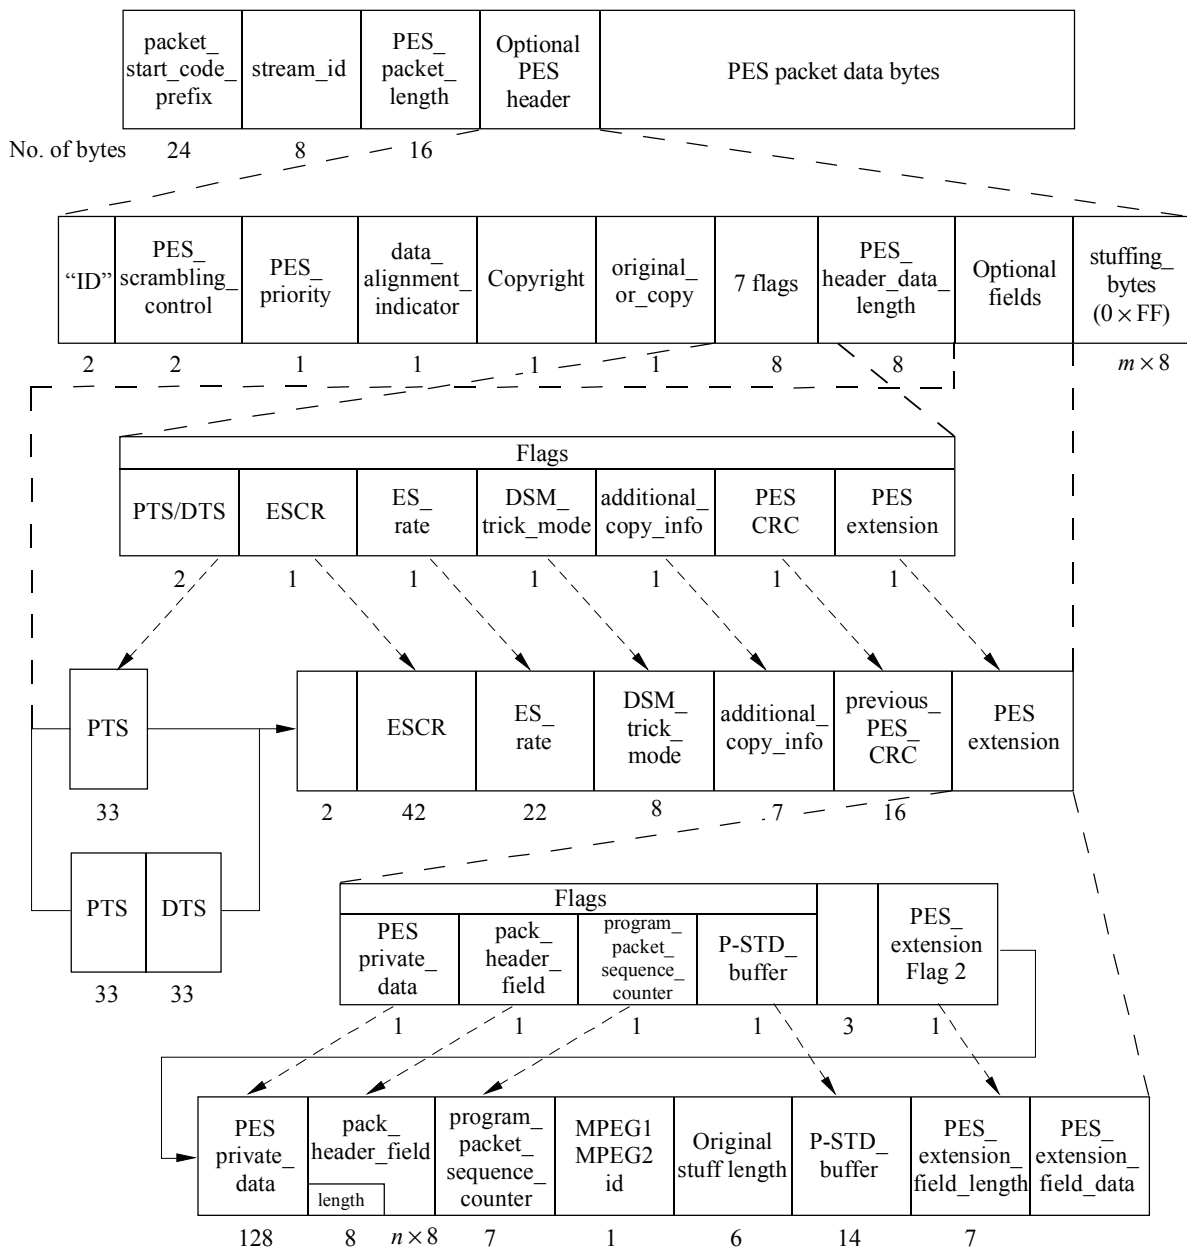 packet_
start_code_
prefix
stream_id
PES_
packet_
length
Optional
PES
header
PES packet data bytes
No. of bytes
24
8
16
“ID”
PES_
scrambling_
control
PES_
priority
data_
alignment_
indicator
Copyright
original_
or_copy
7 flags
PES_
header_data_
length
Optional
fields
stuffing_
bytes
(0 × FF)
2
2
1
1
1
1
8
8
m × 8
Flags
PTS/DTS
ESCR
ES_
rate
DSM_
trick_mode
additional_
copy_info
PES
CRC
PES
extension
2
1
1
1
1
1
1
PTS
33
ESCR
ES_
rate
DSM_
trick_
mode
additional_
copy_info
previous_
PES_
CRC
PES
extension
2
42
22
8
7
16
PTS
DTS
33
33
Flags
PES
private_
data
pack_
header_
field
program_
packet_
sequence_
counter
P-STD_
buffer
PES_
extension
Flag 2
1
1
1
1
3
1
PES
private_
data
pack_
header_field
length
program_
packet_
sequence_
counter
MPEG1
MPEG2
id
Original
stuff length
P-STD_
buffer
PES_
extension_
field_length
PES_
extension_
field_data
128
8
n × 8
7
1
6
14
7